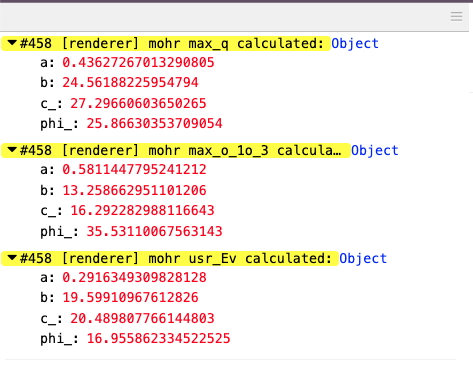 #458 [renderer] mohr max_q calculated: Object
a: 0.43627267013290805
b: 24.56188225954794
c_: 27.29660603650265
phi_: 25.86630353709054
#458 [renderer] mohr max_o_1o_3 calcula… Object
a: 0.5811447795241212
b: 13.258662951101206
c_: 16.292282988116643
phi_: 35.53110067563143
#458 [renderer] mohr usr_Ev calculated: Object
a: 0.2916349309828128
b: 19.59910967612826
c_: 20.489807766144803
phi_: 16.955862334522525